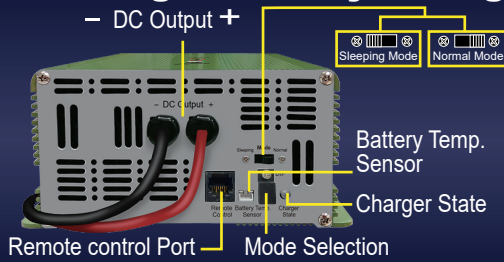 − DC Output +
Sleeping Mode
Normal Mode
− DC Output +
Mode
Sleeping
Normal
Battery Temp.
Sensor
Remote
Control
Battery Temp.
Sensor
Charger
State
Charger State
Remote control Port
Mode Selection